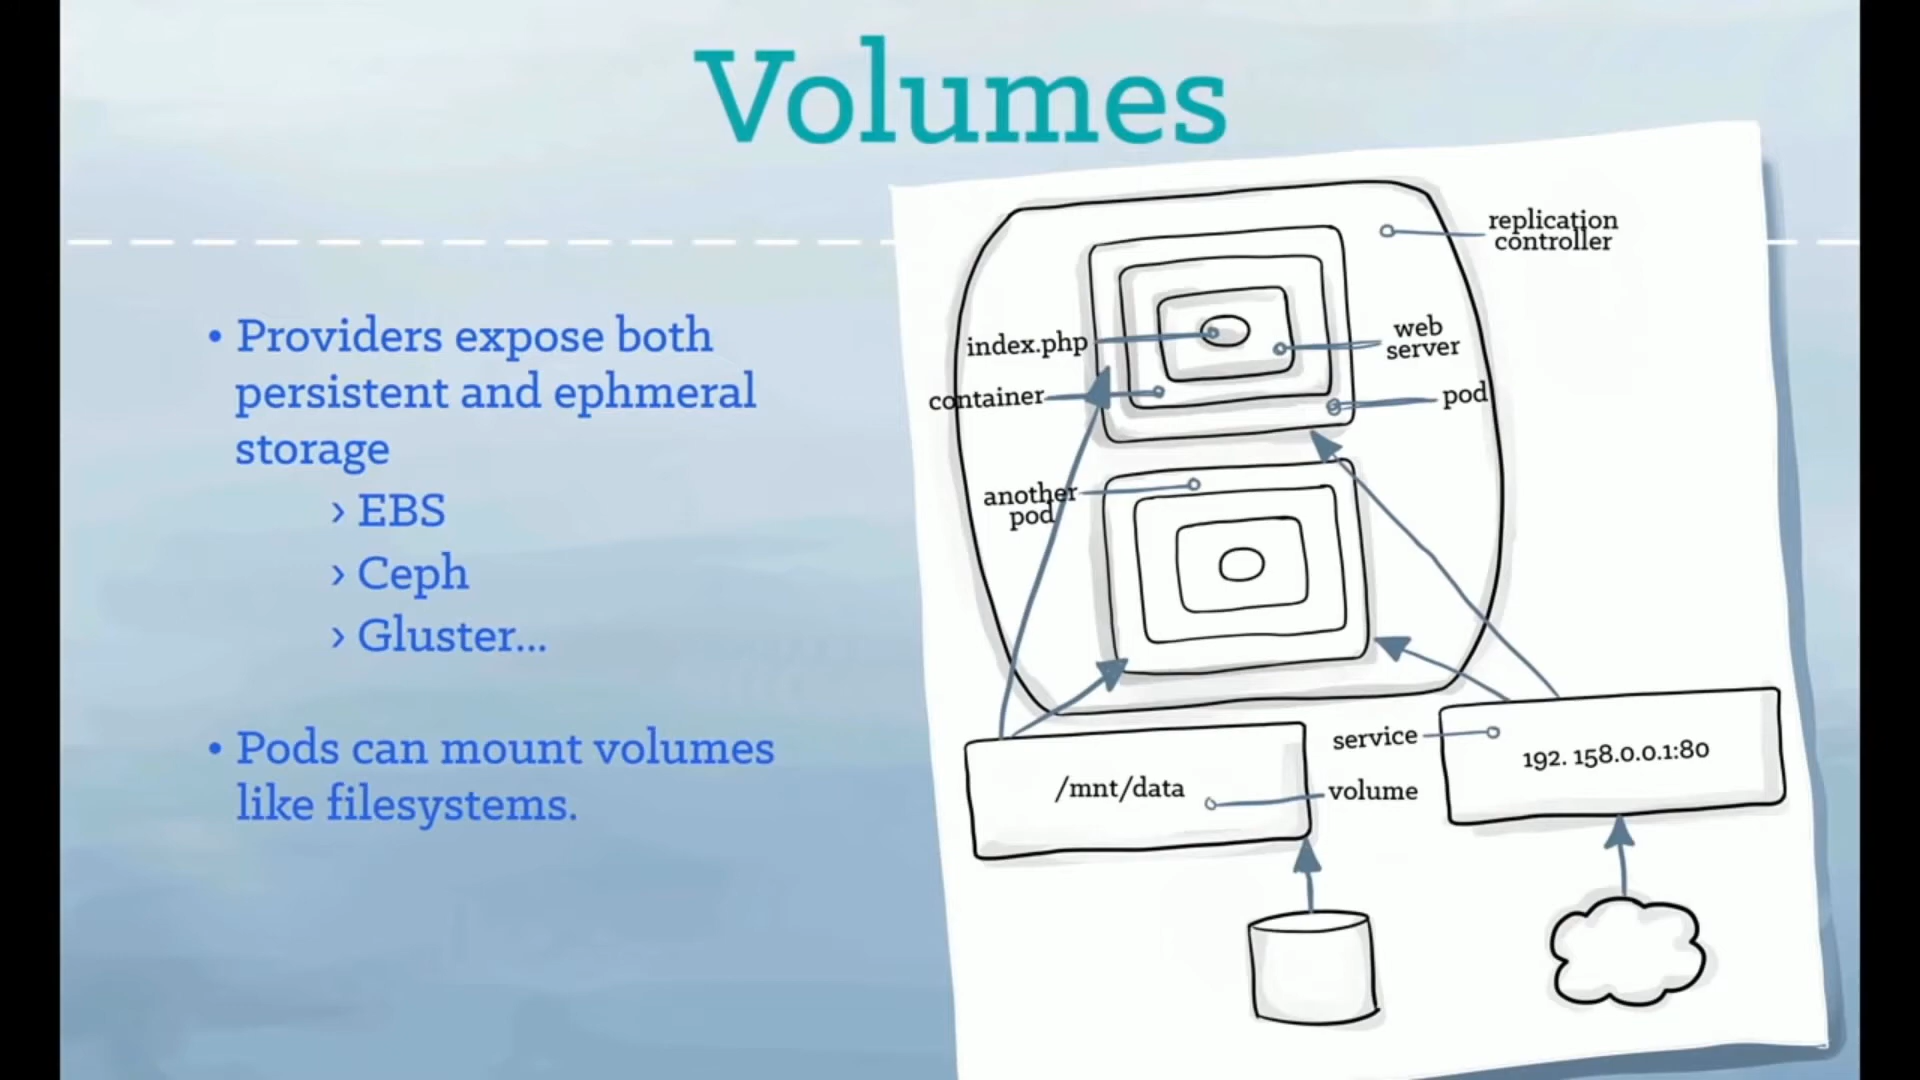 Volumes
• Providers expose both
persistent and ephmeral
storage
› EBS
› Ceph
› Gluster...
• Pods can mount volumes
like filesystems.
replication
controller
index.php
web
server
container
pod
another
pod
service
192. 158.0.0.1:80
/mnt/data
volume